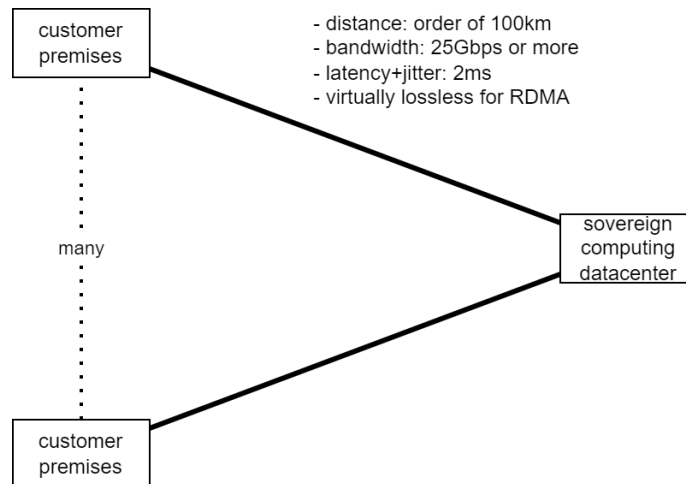 customer
premises
- distance: order of 100km
- bandwidth: 25Gbps or more
- latency+jitter: 2ms
- virtually lossless for RDMA
many
sovereign
computing
datacenter
customer
premises